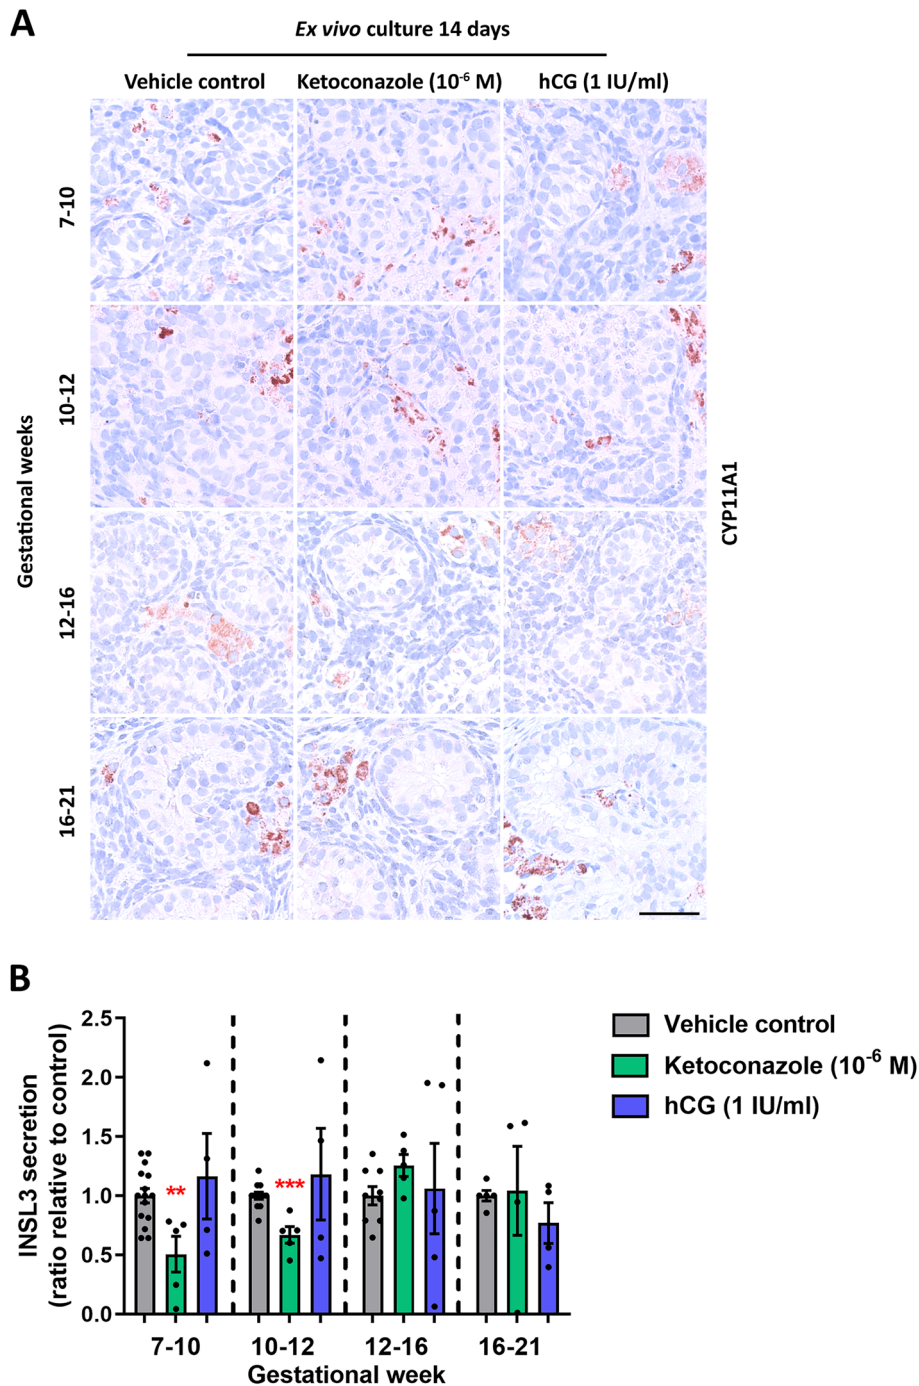 A
Ex vivo culture 14 days
Vehicle control
Ketoconazole (10⁻⁶ M)
hCG (1 IU/ml)
Gestational weeks
7-10
10-12
12-16
16-21
CYP11A1
B
INSL3 secretion
(ratio relative to control)
2.5
2.0
1.5
1.0
0.5
0.0
**
***
7-10
10-12
12-16
16-21
Gestational week
Vehicle control
Ketoconazole (10⁻⁶ M)
hCG (1 IU/ml)